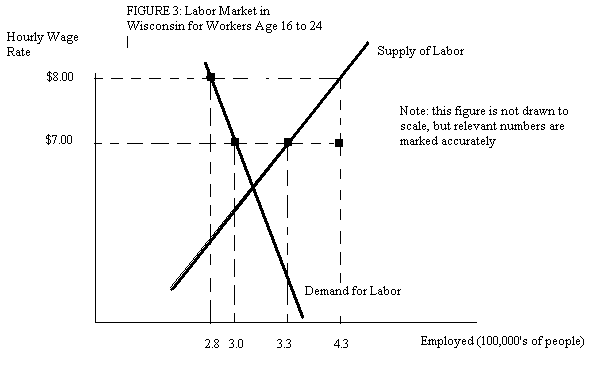 FIGURE 3: Labor Market in
Wisconsin for Workers Age 16 to 24
Hourly Wage
Rate
Supply of Labor
$8.00
Note: this figure is not drawn to
scale, but relevant numbers are
marked accurately
$7.00
Demand for Labor
2.8 3.0 3.3 4.3
Employed (100,000's of people)